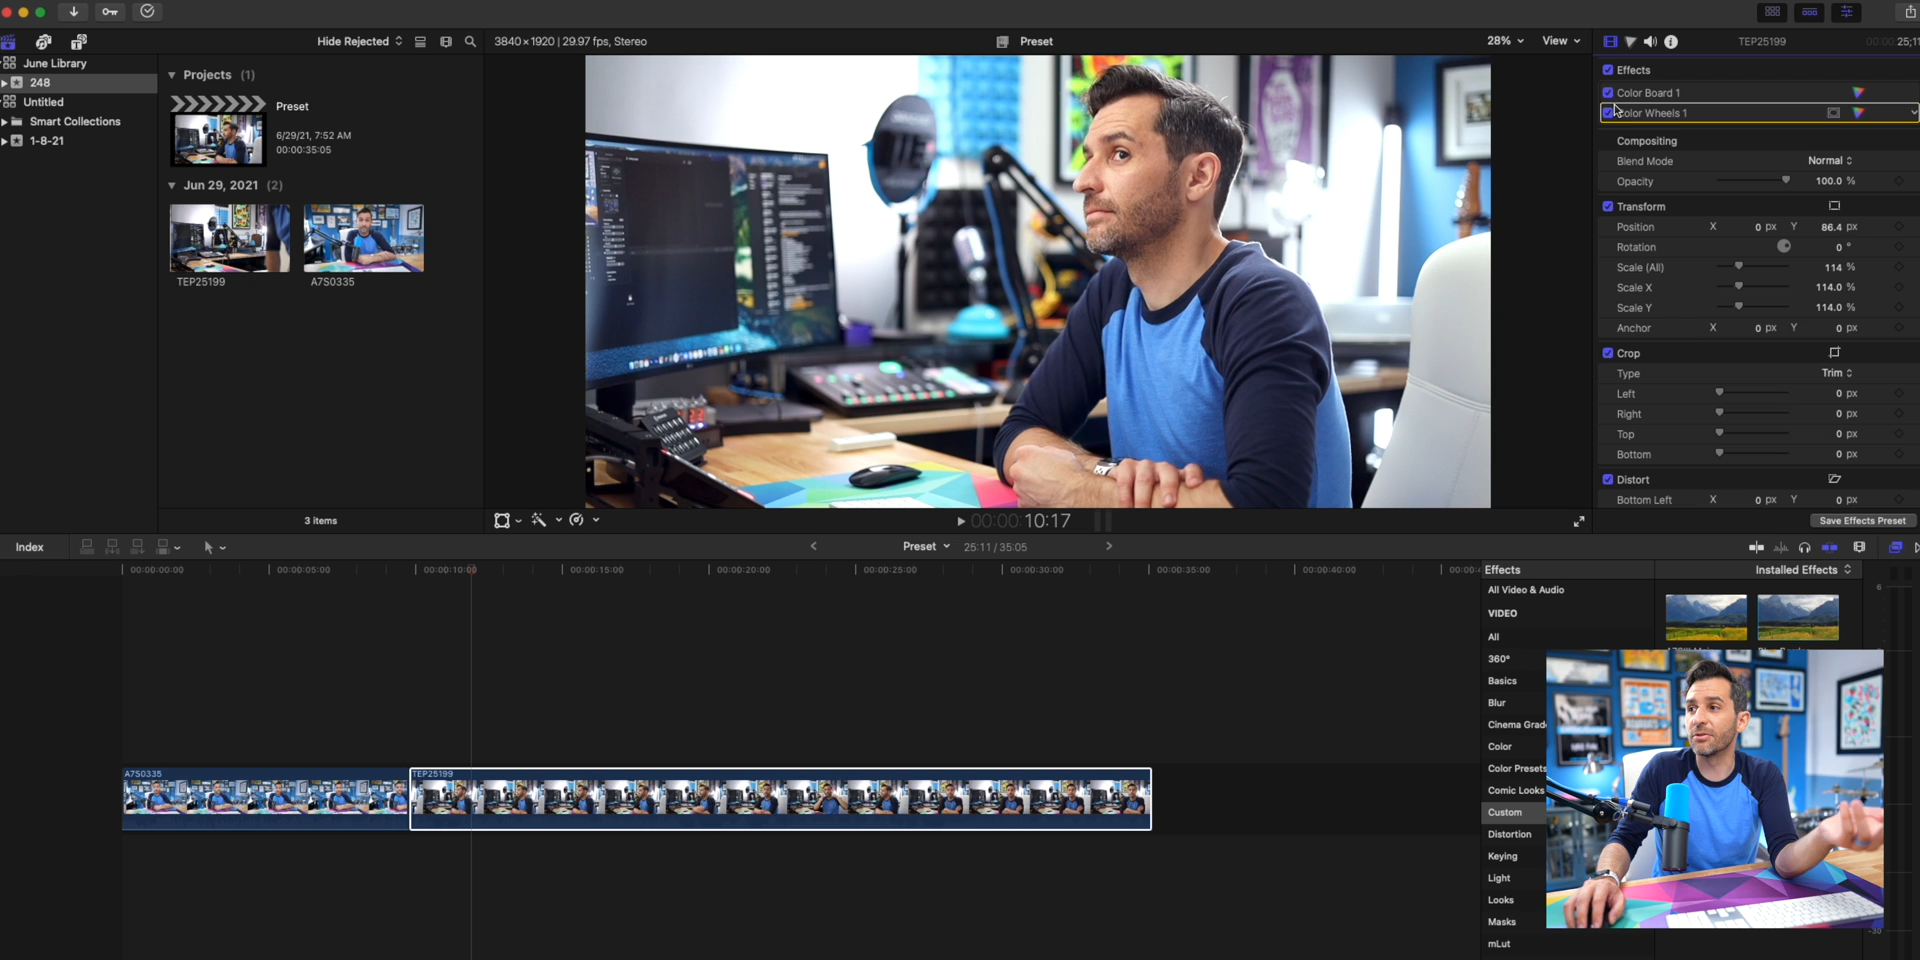 Hide Rejected
3840×1920 | 29.97 fps, Stereo
Preset
28%
View
TEP25199
25;11
June Library
248
Untitled
Smart Collections
1-8-21
Projects (1)
Preset
6/29/21, 7:52 AM
00:00:35:05
Jun 29, 2021 (2)
TEP25199
A7S0335
3 items
00:00:10:17
Effects
Color Board 1
Color Wheels 1
Compositing
Blend Mode Normal
Opacity 100.0 %
Transform
Position X 0 px Y 86.4 px
Rotation 0 °
Scale (All) 114 %
Scale X 114.0 %
Scale Y 114.0 %
Anchor X 0 px Y 0 px
Crop
Type Trim
Left 0 px
Right 0 px
Top 0 px
Bottom 0 px
Distort
Bottom Left X 0 px Y 0 px
Save Effects Preset
Index
Preset
25:11 / 35:05
00:00:00:00
00:00:05:00
00:00:10:00
00:00:15:00
00:00:20:00
00:00:25:00
00:00:30:00
00:00:35:00
00:00:40:00
A7S0335
TEP25199
Effects
Installed Effects
All Video & Audio
VIDEO
All
360°
Basics
Blur
Cinema Grade
Color
Color Presets
Comic Looks
Custom
Distortion
Keying
Light
Looks
Masks
mLut
6
-30